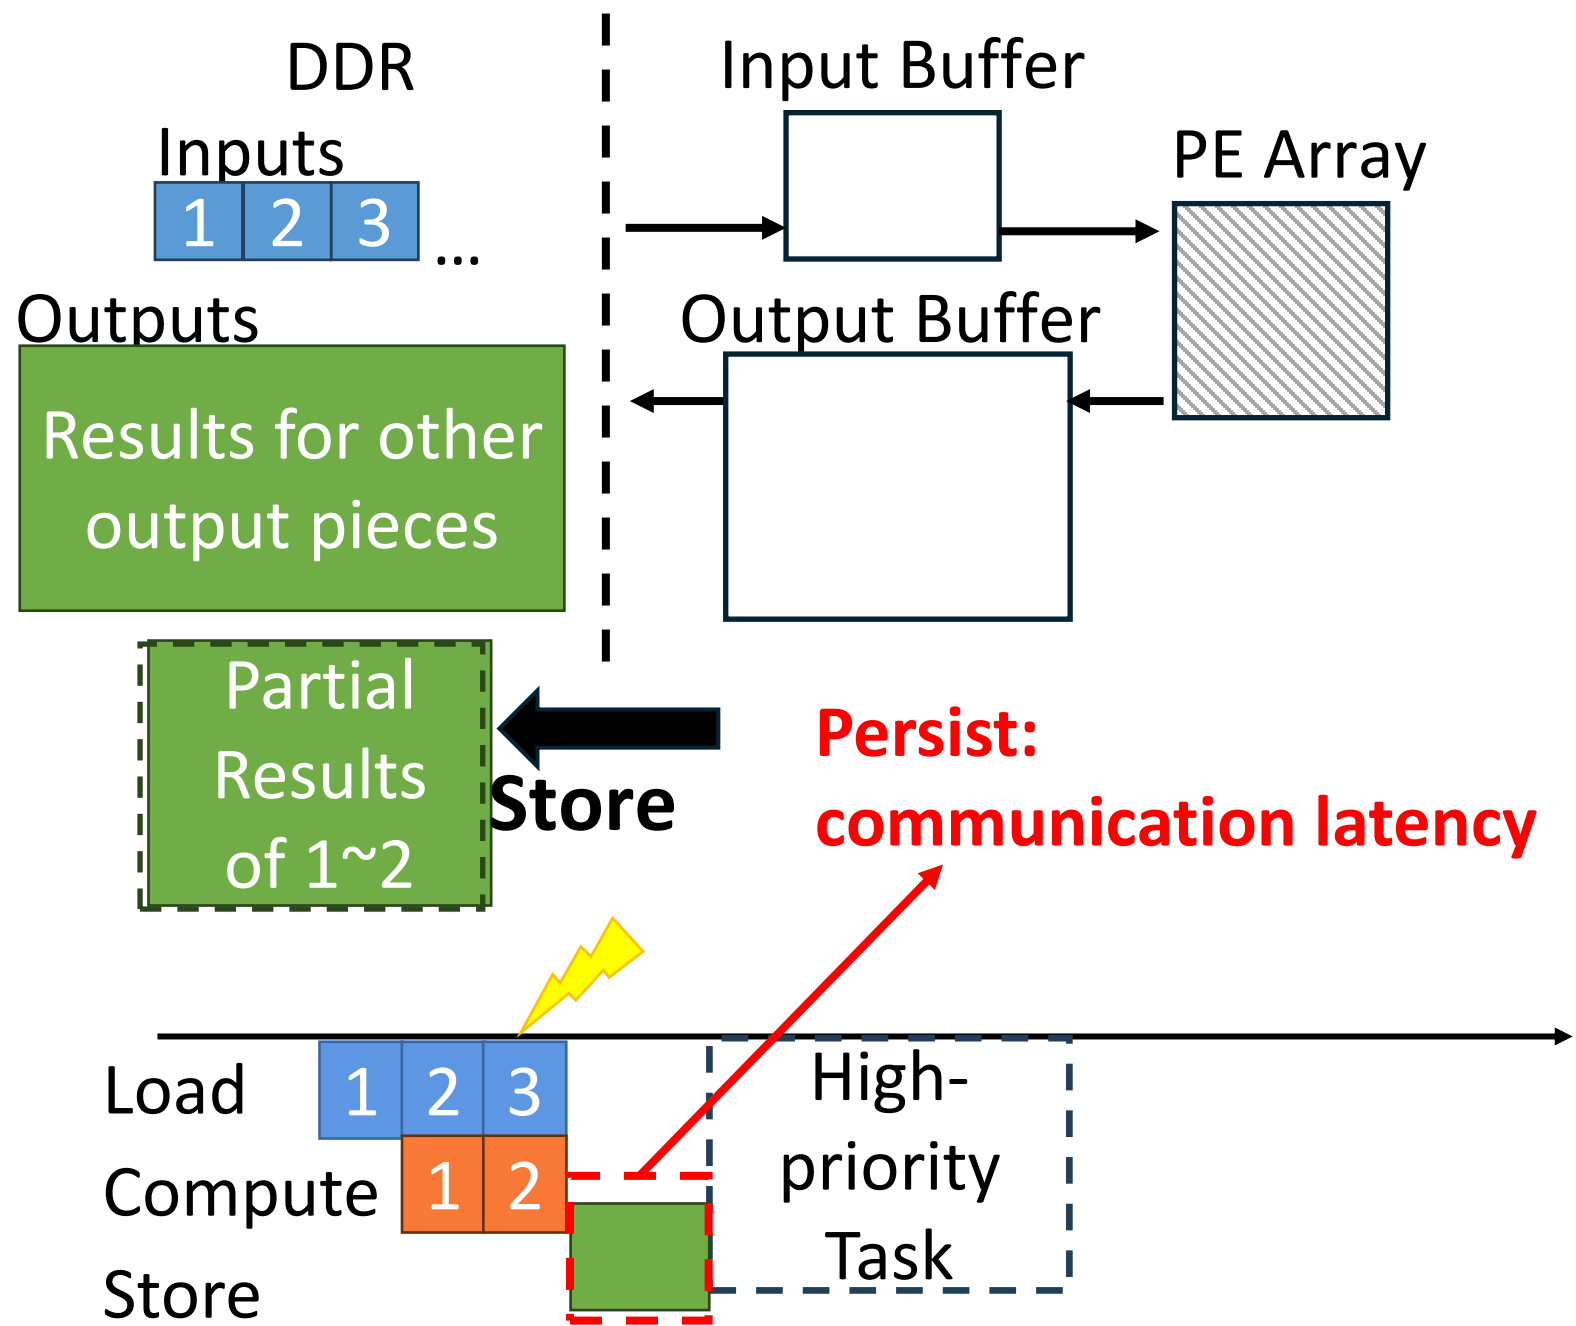 DDR
Input Buffer
Inputs
PE Array
1 2 3 ...
Outputs
Output Buffer
Results for other
output pieces
Partial
Results
of 1~2
Store
Persist:
communication latency
Load
1 2 3
High-
priority
Task
Compute
1 2
Store